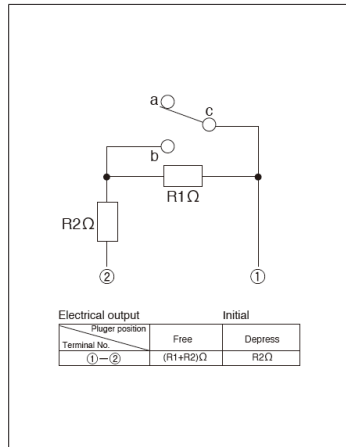 a
c
b
R1Ω
R2Ω
② ①
Electrical output Initial
Pluger position
Terminal No.
Free Depress
①—② (R1+R2)Ω R2Ω